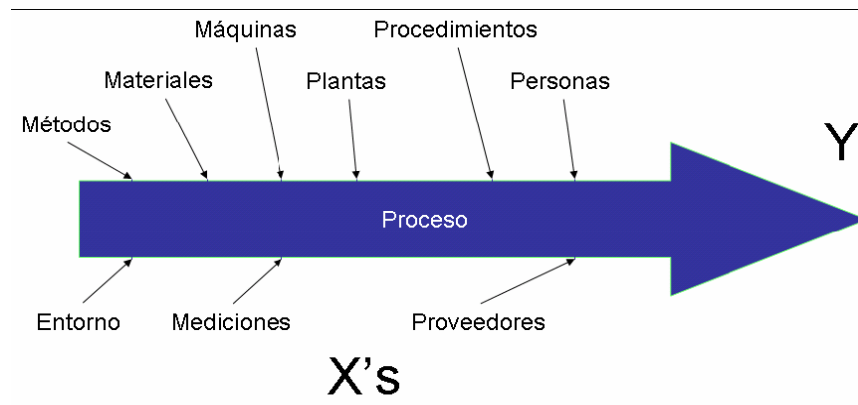 Máquinas
Procedimientos
Materiales
Plantas
Personas
Métodos
Y
Proceso
Entorno
Mediciones
Proveedores
X's